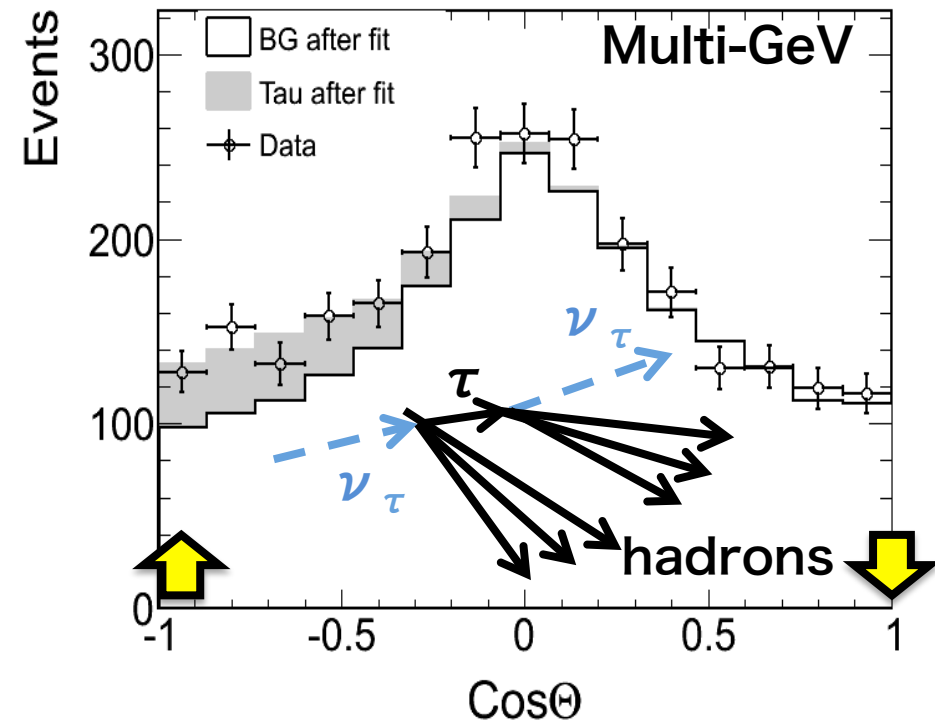 Events
300
200
100
0
BG after fit
Tau after fit
Data
Multi-GeV
ν τ
τ
ν τ
hadrons
-1 -0.5 0 0.5 1
CosΘ